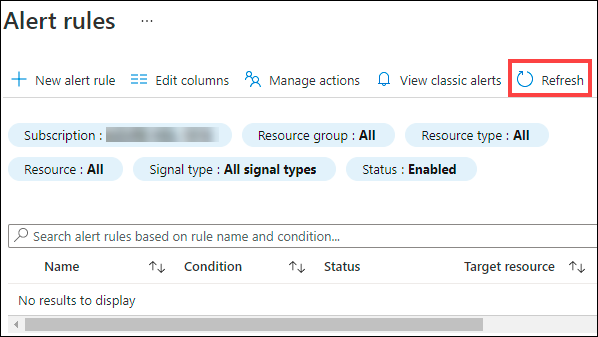 Alert rules ...
New alert rule Edit columns Manage actions View classic alerts Refresh
Subscription : Resource group : All Resource type : All
Resource : All Signal type : All signal types Status : Enabled
Search alert rules based on rule name and condition...
Name Condition Status Target resource
No results to display